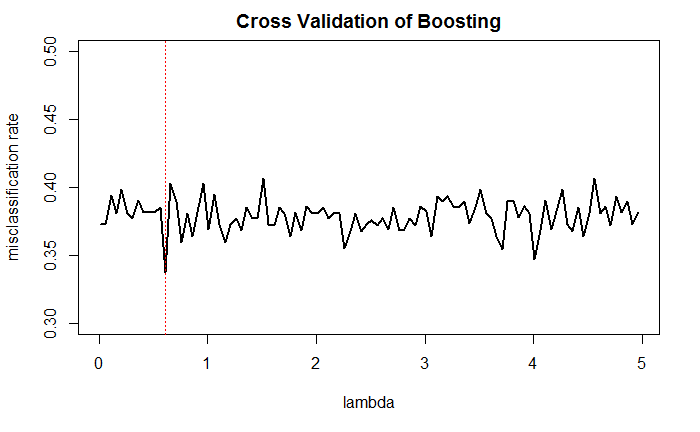 Cross Validation of Boosting
misclassification rate
0.50
0.45
0.40
0.35
0.30
0 1 2 3 4 5
lambda